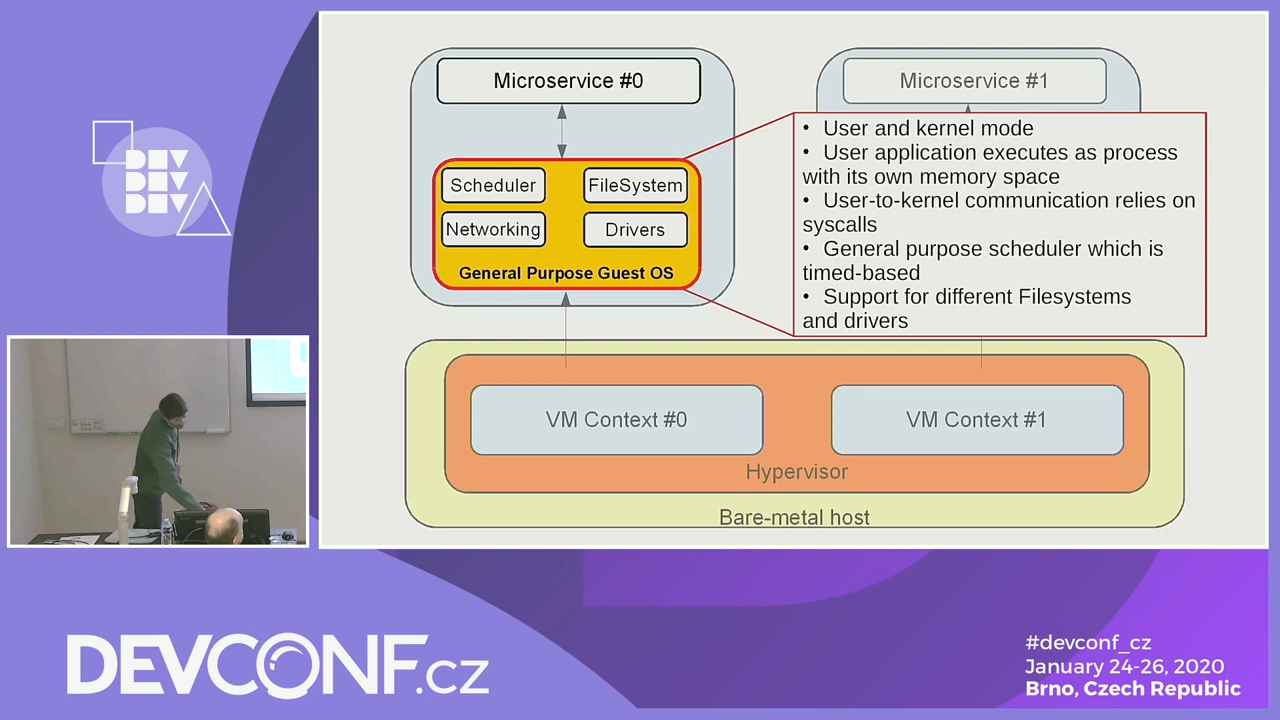 DEV
DEV
DEV
Microservice #0
Microservice #1
Scheduler
FileSystem
Networking
Drivers
General Purpose Guest OS
• User and kernel mode
• User application executes as process
with its own memory space
• User-to-kernel communication relies on
syscalls
• General purpose scheduler which is
timed-based
• Support for different Filesystems
and drivers
VM Context #0
VM Context #1
Hypervisor
Bare-metal host
DEVCONF.cz
#devconf_cz
January 24-26, 2020
Brno, Czech Republic